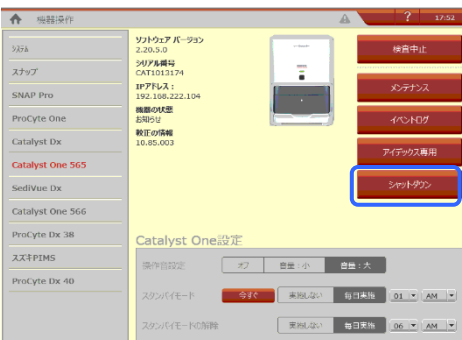 機器操作
? 17:52
システム
スナップ
SNAP Pro
ProCyte One
Catalyst Dx
Catalyst One 565
SediVue Dx
Catalyst One 566
ProCyte Dx 38
スズキPIMS
ProCyte Dx 40
ソフトウェア バージョン
2.20.5.0
シリアル番号
CAT1013174
IPアドレス：
192.168.222.104
機器の状態
お知らせ
較正の情報
10.85.003
検査中止
メンテナンス
イベントログ
アイデックス専用
シャットダウン
Catalyst One設定
操作音設定 オフ 音量：小 音量：大
スタンバイモード 今すぐ 実施しない 毎日実施 01 AM
スタンバイモードの解除 実施しない 毎日実施 06 AM